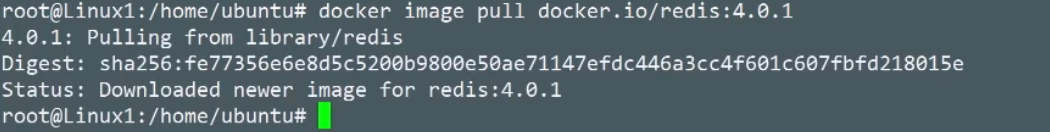 root@Linux1:/home/ubuntu# docker image pull docker.io/redis:4.0.1
4.0.1: Pulling from library/redis
Digest: sha256:fe77356e6e8d5c5200b9800e50ae71147efdc446a3cc4f601c607fbfd218015e
Status: Downloaded newer image for redis:4.0.1
root@Linux1:/home/ubuntu#